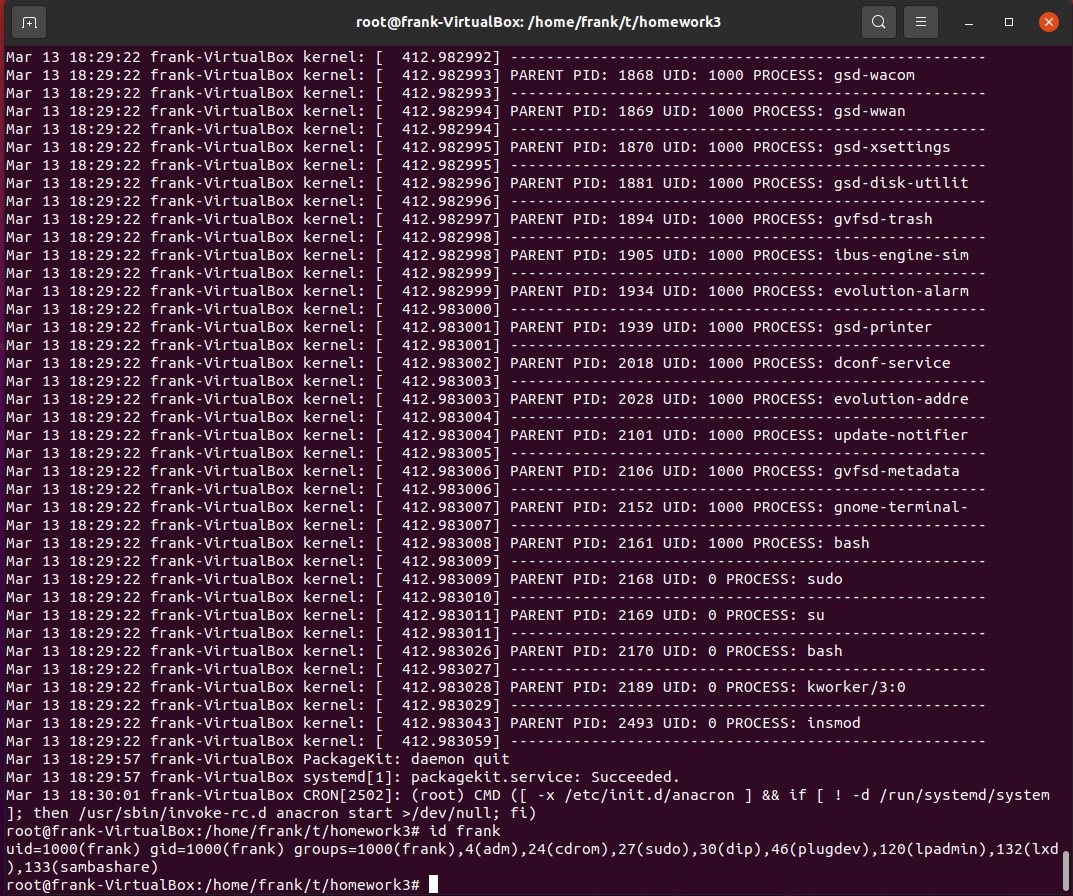 root@frank-VirtualBox: /home/frank/t/homework3
Mar 13 18:29:22 frank-VirtualBox kernel: [  412.982992] -----------------------------------------------------
Mar 13 18:29:22 frank-VirtualBox kernel: [  412.982993] PARENT PID: 1868 UID: 1000 PROCESS: gsd-wacom
Mar 13 18:29:22 frank-VirtualBox kernel: [  412.982993] -----------------------------------------------------
Mar 13 18:29:22 frank-VirtualBox kernel: [  412.982994] PARENT PID: 1869 UID: 1000 PROCESS: gsd-wwan
Mar 13 18:29:22 frank-VirtualBox kernel: [  412.982994] -----------------------------------------------------
Mar 13 18:29:22 frank-VirtualBox kernel: [  412.982995] PARENT PID: 1870 UID: 1000 PROCESS: gsd-xsettings
Mar 13 18:29:22 frank-VirtualBox kernel: [  412.982995] -----------------------------------------------------
Mar 13 18:29:22 frank-VirtualBox kernel: [  412.982996] PARENT PID: 1881 UID: 1000 PROCESS: gsd-disk-utilit
Mar 13 18:29:22 frank-VirtualBox kernel: [  412.982996] -----------------------------------------------------
Mar 13 18:29:22 frank-VirtualBox kernel: [  412.982997] PARENT PID: 1894 UID: 1000 PROCESS: gvfsd-trash
Mar 13 18:29:22 frank-VirtualBox kernel: [  412.982998] -----------------------------------------------------
Mar 13 18:29:22 frank-VirtualBox kernel: [  412.982998] PARENT PID: 1905 UID: 1000 PROCESS: ibus-engine-sim
Mar 13 18:29:22 frank-VirtualBox kernel: [  412.982999] -----------------------------------------------------
Mar 13 18:29:22 frank-VirtualBox kernel: [  412.982999] PARENT PID: 1934 UID: 1000 PROCESS: evolution-alarm
Mar 13 18:29:22 frank-VirtualBox kernel: [  412.983000] -----------------------------------------------------
Mar 13 18:29:22 frank-VirtualBox kernel: [  412.983001] PARENT PID: 1939 UID: 1000 PROCESS: gsd-printer
Mar 13 18:29:22 frank-VirtualBox kernel: [  412.983001] -----------------------------------------------------
Mar 13 18:29:22 frank-VirtualBox kernel: [  412.983002] PARENT PID: 2018 UID: 1000 PROCESS: dconf-service
Mar 13 18:29:22 frank-VirtualBox kernel: [  412.983003] -----------------------------------------------------
Mar 13 18:29:22 frank-VirtualBox kernel: [  412.983003] PARENT PID: 2028 UID: 1000 PROCESS: evolution-addre
Mar 13 18:29:22 frank-VirtualBox kernel: [  412.983004] -----------------------------------------------------
Mar 13 18:29:22 frank-VirtualBox kernel: [  412.983004] PARENT PID: 2101 UID: 1000 PROCESS: update-notifier
Mar 13 18:29:22 frank-VirtualBox kernel: [  412.983005] -----------------------------------------------------
Mar 13 18:29:22 frank-VirtualBox kernel: [  412.983006] PARENT PID: 2106 UID: 1000 PROCESS: gvfsd-metadata
Mar 13 18:29:22 frank-VirtualBox kernel: [  412.983006] -----------------------------------------------------
Mar 13 18:29:22 frank-VirtualBox kernel: [  412.983007] PARENT PID: 2152 UID: 1000 PROCESS: gnome-terminal-
Mar 13 18:29:22 frank-VirtualBox kernel: [  412.983007] -----------------------------------------------------
Mar 13 18:29:22 frank-VirtualBox kernel: [  412.983008] PARENT PID: 2161 UID: 1000 PROCESS: bash
Mar 13 18:29:22 frank-VirtualBox kernel: [  412.983009] -----------------------------------------------------
Mar 13 18:29:22 frank-VirtualBox kernel: [  412.983009] PARENT PID: 2168 UID: 0 PROCESS: sudo
Mar 13 18:29:22 frank-VirtualBox kernel: [  412.983010] -----------------------------------------------------
Mar 13 18:29:22 frank-VirtualBox kernel: [  412.983011] PARENT PID: 2169 UID: 0 PROCESS: su
Mar 13 18:29:22 frank-VirtualBox kernel: [  412.983011] -----------------------------------------------------
Mar 13 18:29:22 frank-VirtualBox kernel: [  412.983026] PARENT PID: 2170 UID: 0 PROCESS: bash
Mar 13 18:29:22 frank-VirtualBox kernel: [  412.983027] -----------------------------------------------------
Mar 13 18:29:22 frank-VirtualBox kernel: [  412.983028] PARENT PID: 2189 UID: 0 PROCESS: kworker/3:0
Mar 13 18:29:22 frank-VirtualBox kernel: [  412.983029] -----------------------------------------------------
Mar 13 18:29:22 frank-VirtualBox kernel: [  412.983043] PARENT PID: 2493 UID: 0 PROCESS: insmod
Mar 13 18:29:22 frank-VirtualBox kernel: [  412.983059] -----------------------------------------------------
Mar 13 18:29:57 frank-VirtualBox PackageKit: daemon quit
Mar 13 18:29:57 frank-VirtualBox systemd[1]: packagekit.service: Succeeded.
Mar 13 18:30:01 frank-VirtualBox CRON[2502]: (root) CMD ([ -x /etc/init.d/anacron ] && if [ ! -d /run/systemd/system
]; then /usr/sbin/invoke-rc.d anacron start >/dev/null; fi)
root@frank-VirtualBox:/home/frank/t/homework3# id frank
uid=1000(frank) gid=1000(frank) groups=1000(frank),4(adm),24(cdrom),27(sudo),30(dip),46(plugdev),120(lpadmin),132(lxd
),133(sambashare)
root@frank-VirtualBox:/home/frank/t/homework3#